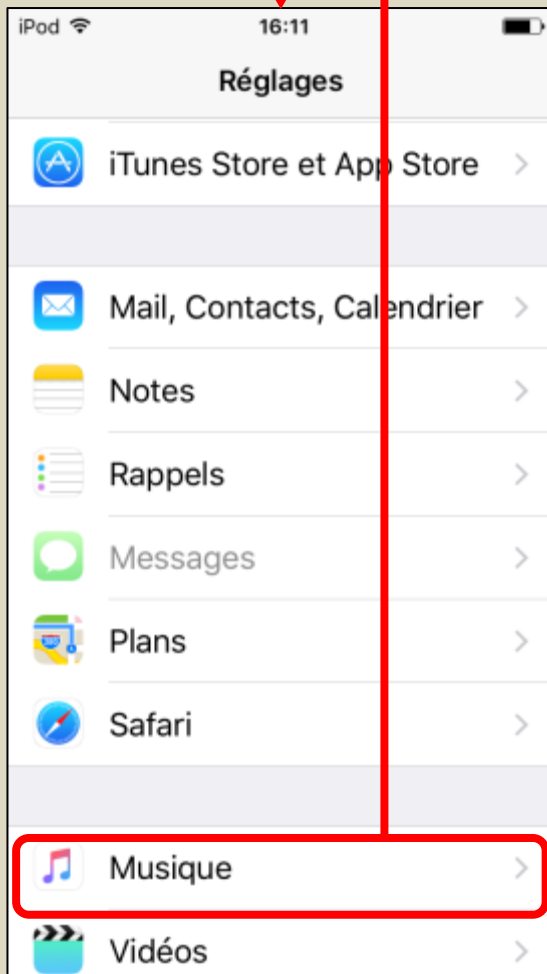 iPod 16:11
Réglages
iTunes Store et App Store
Mail, Contacts, Calendrier
Notes
Rappels
Messages
Plans
Safari
Musique
Vidéos